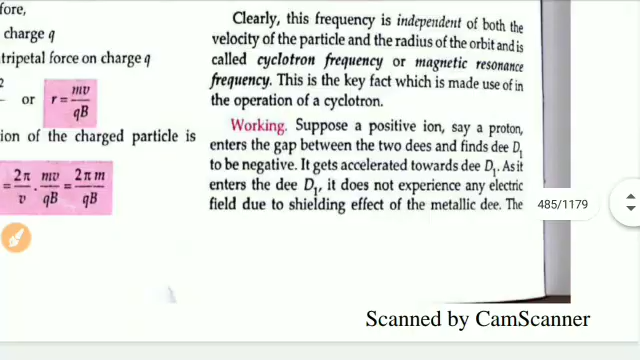 fore,
charge q
tripetal force on charge q
2
or r = mv / qB
ion of the charged particle is
= 2π / v . mv / qB = 2π m / qB
Clearly, this frequency is independent of both the
velocity of the particle and the radius of the orbit and is
called cyclotron frequency or magnetic resonance
frequency. This is the key fact which is made use of in
the operation of a cyclotron.
Working. Suppose a positive ion, say a proton,
enters the gap between the two dees and finds dee D₁
to be negative. It gets accelerated towards dee D₁. As it
enters the dee D₁, it does not experience any electric
field due to shielding effect of the metallic dee. The
485/1179
Scanned by CamScanner